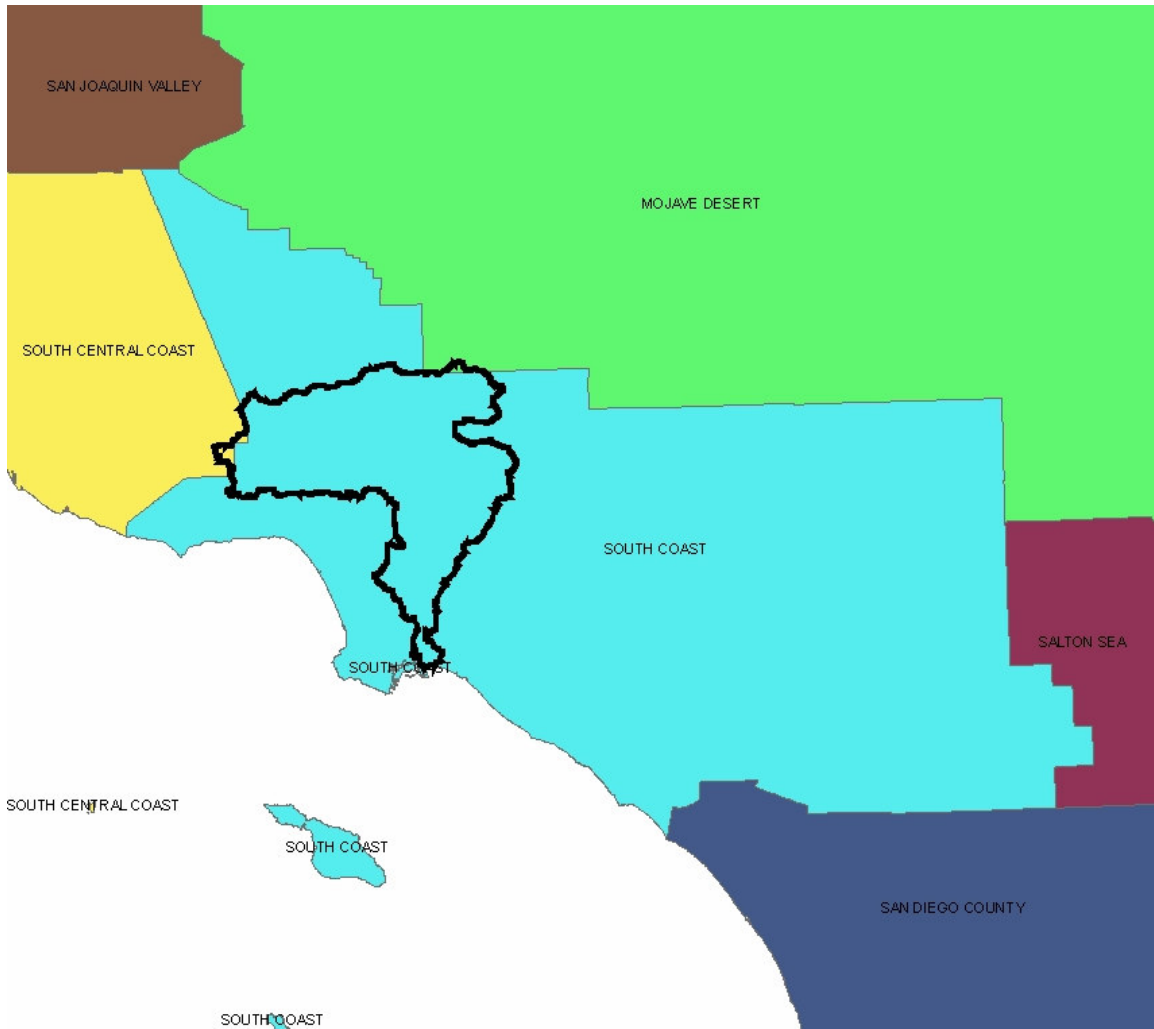 SAN JOAQUIN VALLEY
MOJAVE DESERT
SOUTH CENTRAL COAST
SOUTH COAST
SALTON SEA
SOUTH COAST
SOUTH CENTRAL COAST
SOUTH COAST
SAN DIEGO COUNTY
SOUTH COAST